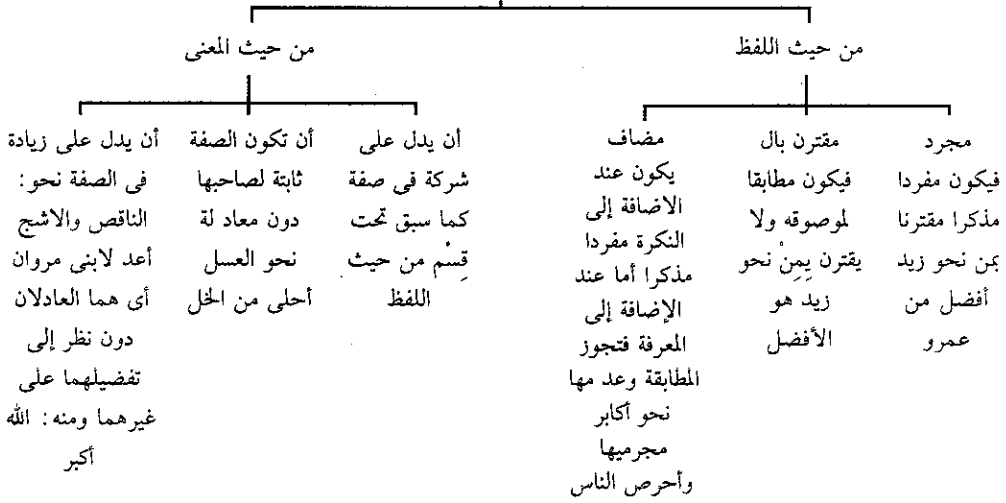 من حيث اللفظ
من حيث المعنى
مجرد
فيكون مفردا
مذكرا مقترنا
بمن نحو زيد
أفضل من
عمرو
مقترن بال
فيكون مطابقا
لموصوقه ولا
يقترن يِمِنْ نحو
زيد هو
الأفضل
مضاف
يكون عند
الاضافة إلى
النكرة مفردا
مذكرا أما عند
الإضافة إلى
المعرفة فتجوز
المطابقة وعد مها
نحو أكابر
مجرميها
وأحرص الناس
أن يدل على
شركة فى صفة
كما سبق تحت
قِسْم من حيث
اللفظ
أن تكون الصفة
ثابتة لصاحبها
دون معاد لة
نحو العسل
أحلى من الخل
أن يدل على زيادة
فى الصفة نحو:
الناقص والاشج
أعد لابنى مروان
أى هما العادلان
دون نظر إلى
تفضيلهما على
غيرهما ومنه: الله
أكبر